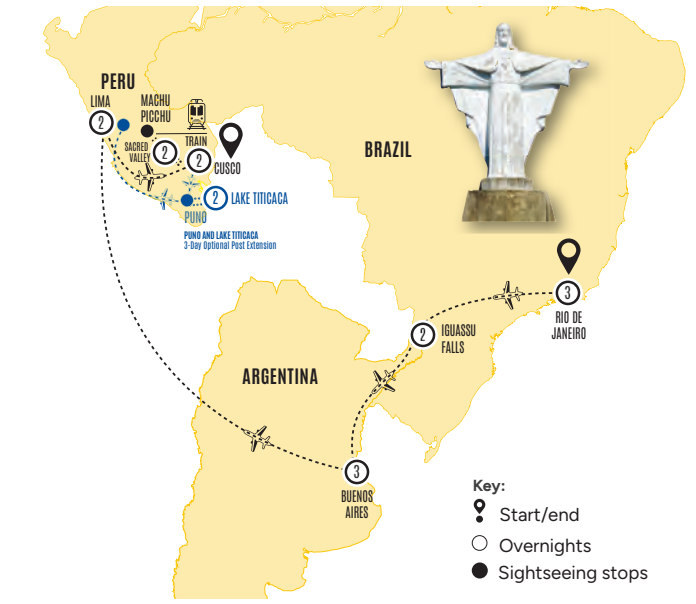 PERU
LIMA
2
MACHU
PICCHU
SACRED
VALLEY
2
TRAIN
2
CUSCO
2
LAKE TITICACA
PUNO
PUNO AND LAKE TITICACA
3-Day Optional Post Extension
BRAZIL
3
RIO DE
JANEIRO
2
IGUASSU
FALLS
ARGENTINA
3
BUENOS
AIRES
Key:
Start/end
Overnights
Sightseeing stops